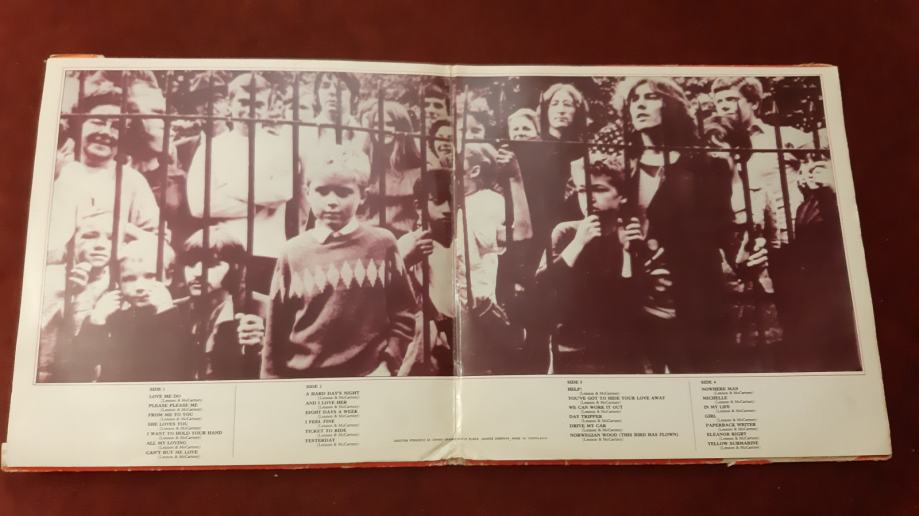 SIDE 1
LOVE ME DO
(Lennon & McCartney)
PLEASE PLEASE ME
(Lennon & McCartney)
FROM ME TO YOU
(Lennon & McCartney)
SHE LOVES YOU
(Lennon & McCartney)
I WANT TO HOLD YOUR HAND
(Lennon & McCartney)
ALL MY LOVING
(Lennon & McCartney)
CAN'T BUY ME LOVE
(Lennon & McCartney)
SIDE 2
A HARD DAY'S NIGHT
(Lennon & McCartney)
AND I LOVE HER
(Lennon & McCartney)
EIGHT DAYS A WEEK
(Lennon & McCartney)
I FEEL FINE
(Lennon & McCartney)
TICKET TO RIDE
(Lennon & McCartney)
YESTERDAY
(Lennon & McCartney)
SIDE 3
HELP!
(Lennon & McCartney)
YOU'VE GOT TO HIDE YOUR LOVE AWAY
(Lennon & McCartney)
WE CAN WORK IT OUT
(Lennon & McCartney)
DAY TRIPPER
(Lennon & McCartney)
DRIVE MY CAR
(Lennon & McCartney)
NORWEGIAN WOOD (THIS BIRD HAS FLOWN)
(Lennon & McCartney)
SIDE 4
NOWHERE MAN
(Lennon & McCartney)
MICHELLE
(Lennon & McCartney)
IN MY LIFE
(Lennon & McCartney)
GIRL
(Lennon & McCartney)
PAPERBACK WRITER
(Lennon & McCartney)
ELEANOR RIGBY
(Lennon & McCartney)
YELLOW SUBMARINE
(Lennon & McCartney)